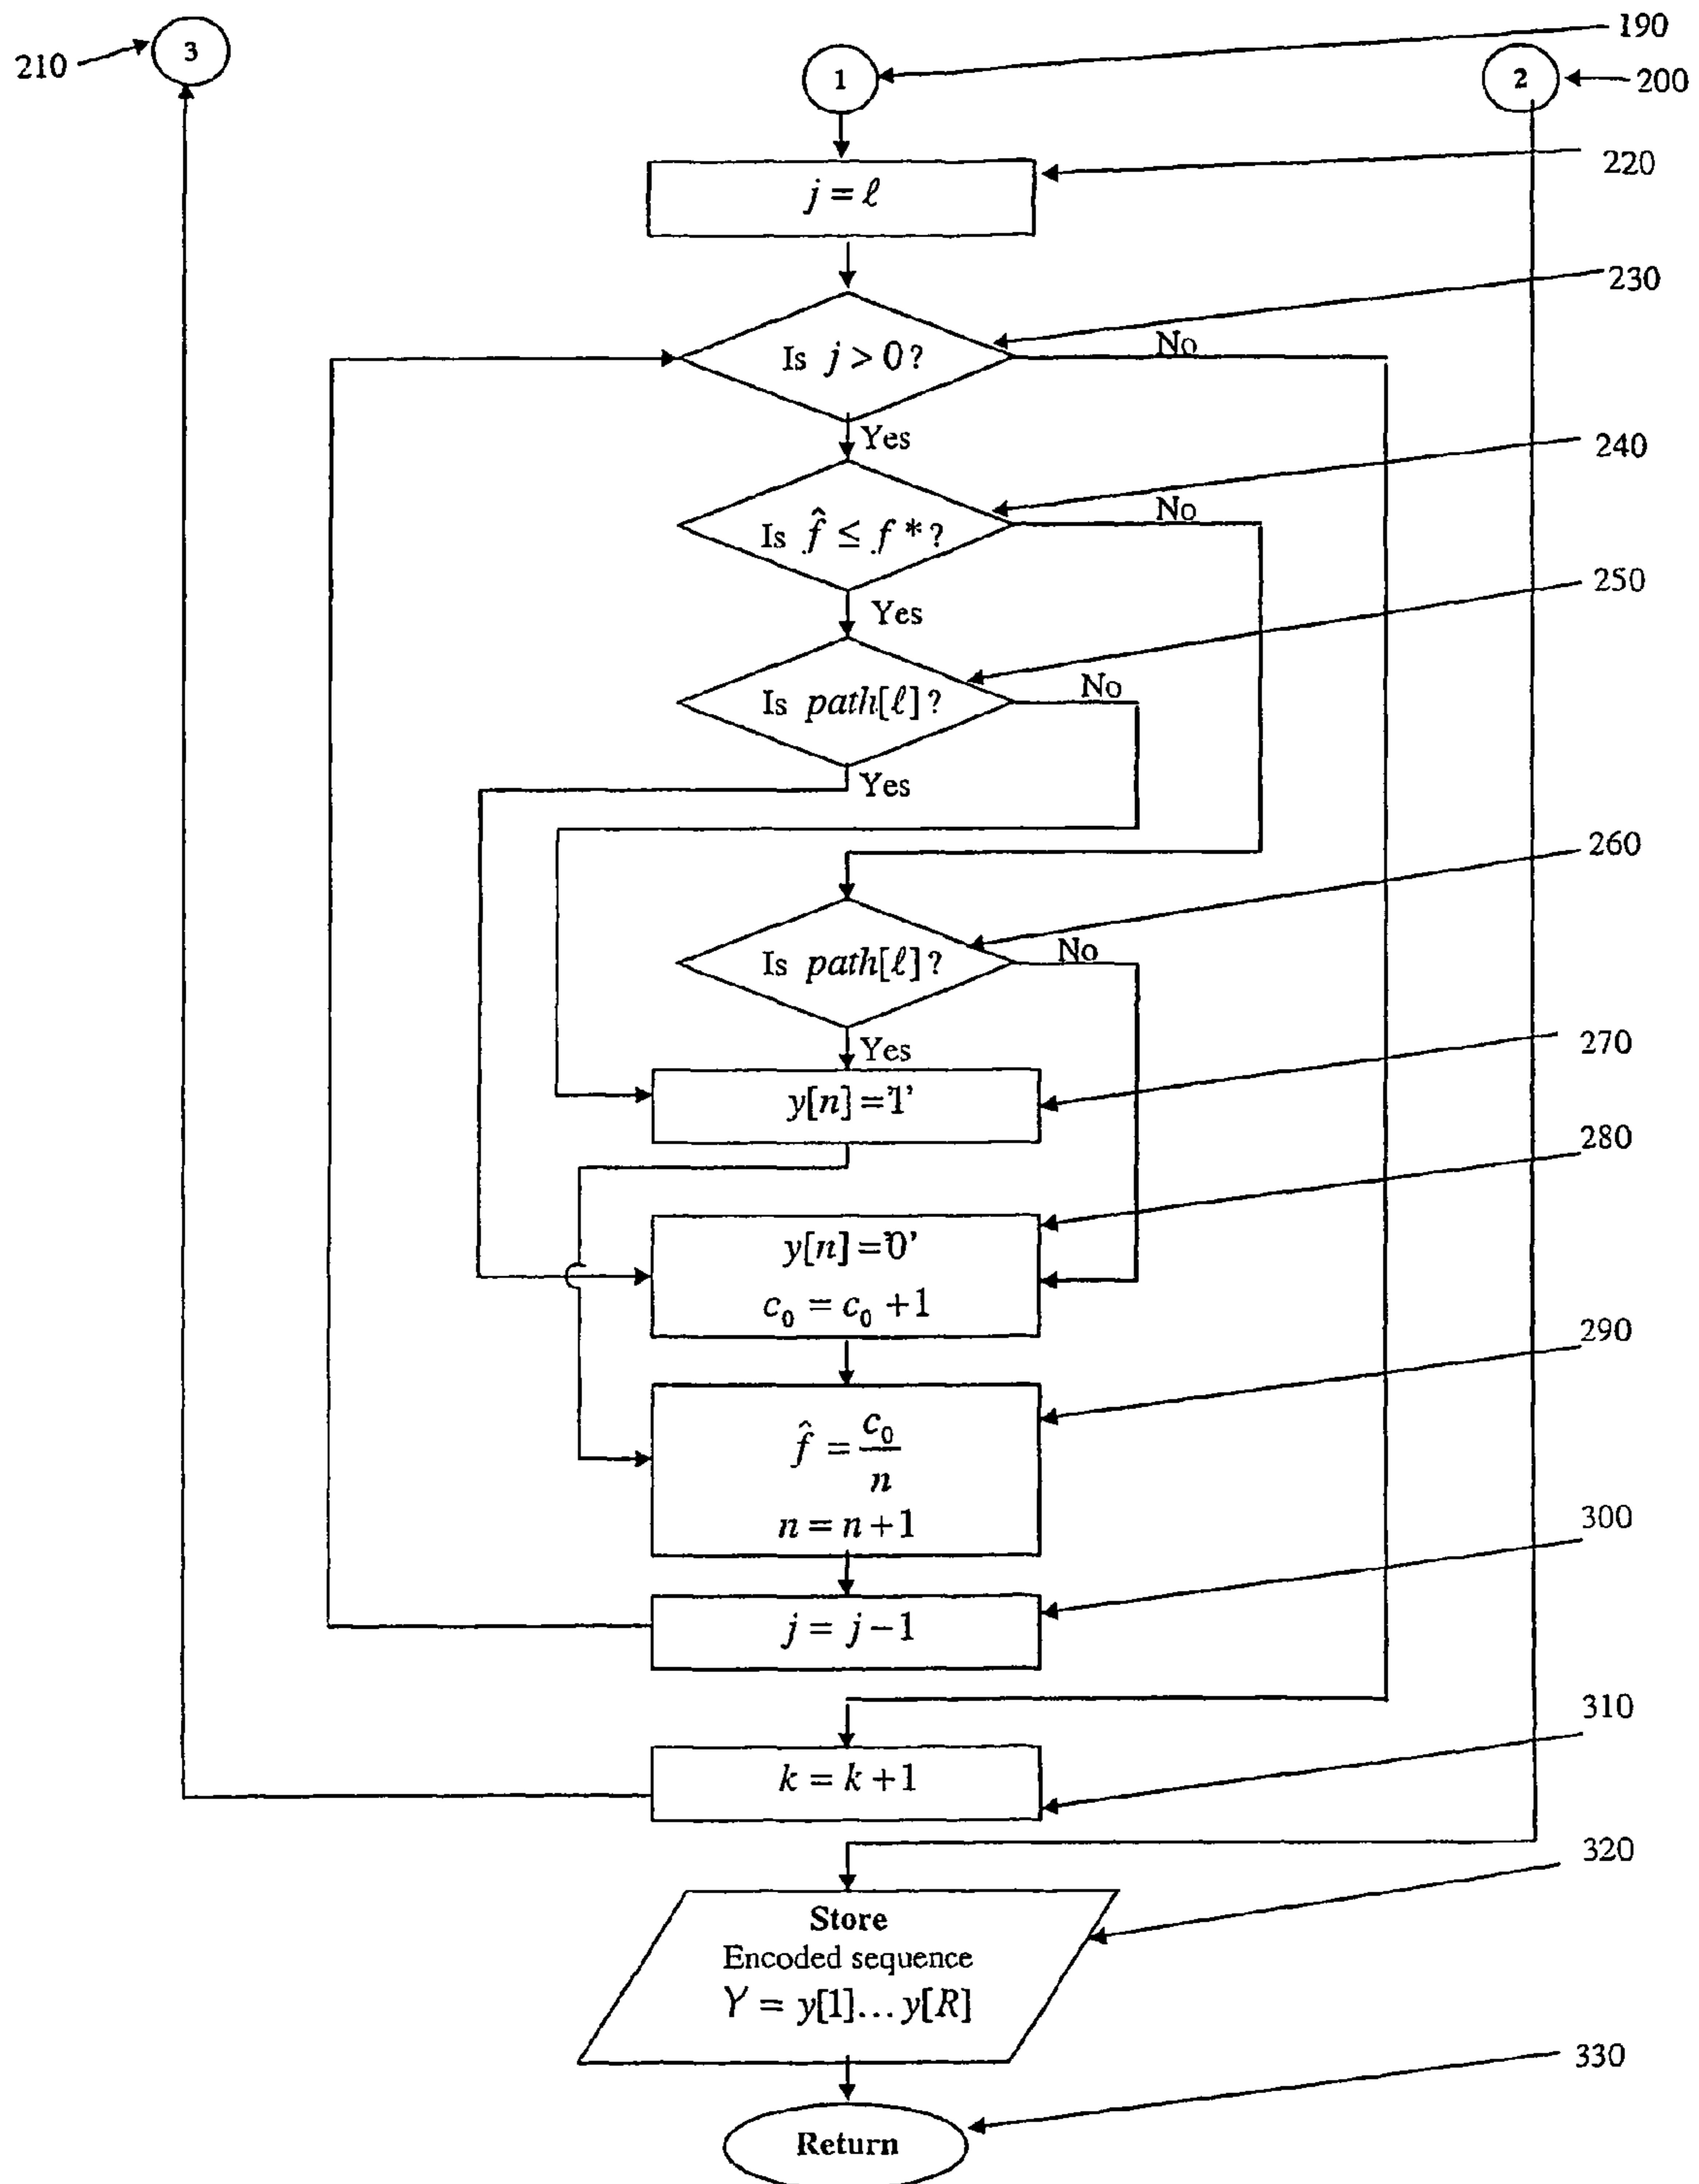 190
210
3
1
2
200
220
j = ℓ
230
Is j > 0?
No
Yes
240
Is f̂ ≤ f *?
No
Yes
250
Is path[ℓ]?
No
Yes
260
Is path[ℓ]?
No
Yes
270
y[n]='1'
280
y[n]='0'
c₀ = c₀ +1
290
f̂ = c₀/n
n = n+1
300
j = j−1
310
k = k+1
320
Store
Encoded sequence
Y = y[1]... y[R]
330
Return